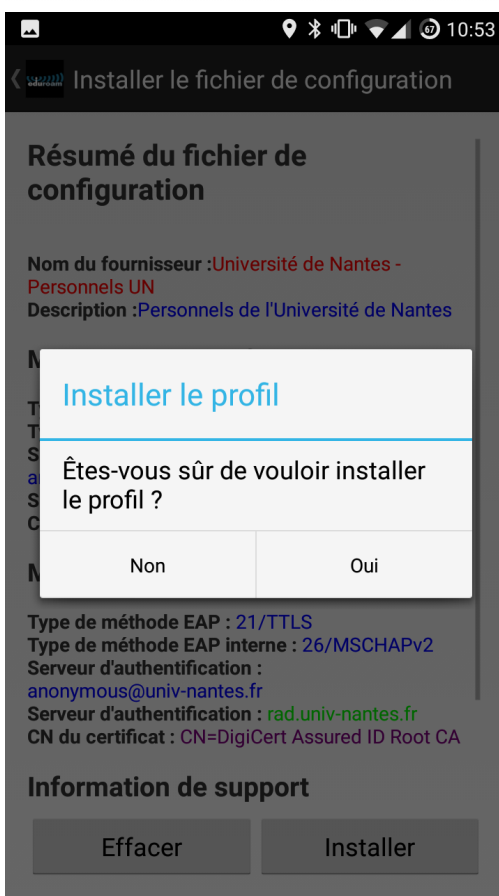 67 10:53
eduroam Installer le fichier de configuration
Résumé du fichier de
configuration
Nom du fournisseur :Université de Nantes -
Personnels UN
Description :Personnels de l'Université de Nantes
Installer le profil
Êtes-vous sûr de vouloir installer
le profil ?
Non Oui
Type de méthode EAP : 21/TTLS
Type de méthode EAP interne : 26/MSCHAPv2
Serveur d'authentification :
anonymous@univ-nantes.fr
Serveur d'authentification : rad.univ-nantes.fr
CN du certificat : CN=DigiCert Assured ID Root CA
Information de support
Effacer Installer